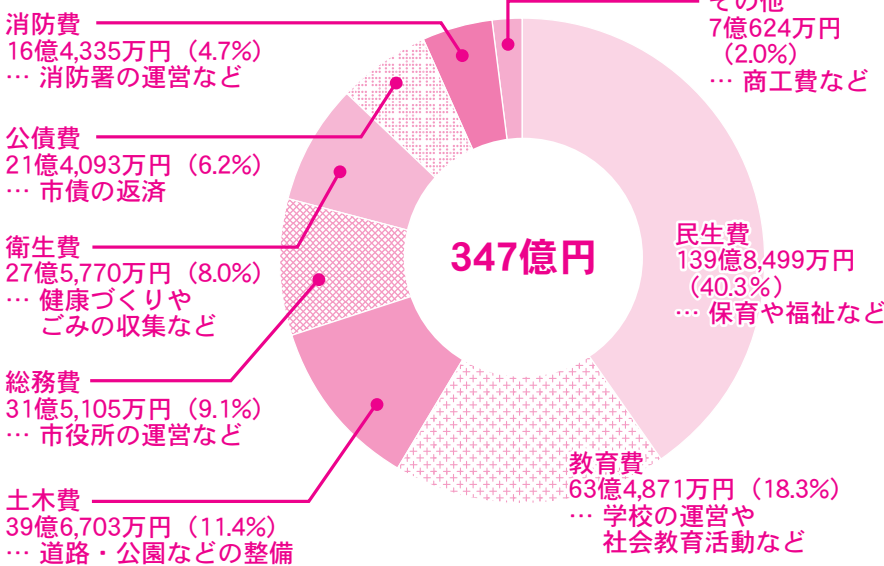 消防費
16億4,335万円（4.7%）
… 消防署の運営など
公債費
21億4,093万円（6.2%）
… 市債の返済
衛生費
27億5,770万円（8.0%）
… 健康づくりや
ごみの収集など
総務費
31億5,105万円（9.1%）
… 市役所の運営など
土木費
39億6,703万円（11.4%）
… 道路・公園などの整備
347億円
その他
7億624万円
（2.0%）
… 商工費など
民生費
139億8,499万円
（40.3%）
… 保育や福祉など
教育費
63億4,871万円（18.3%）
… 学校の運営や
社会教育活動など